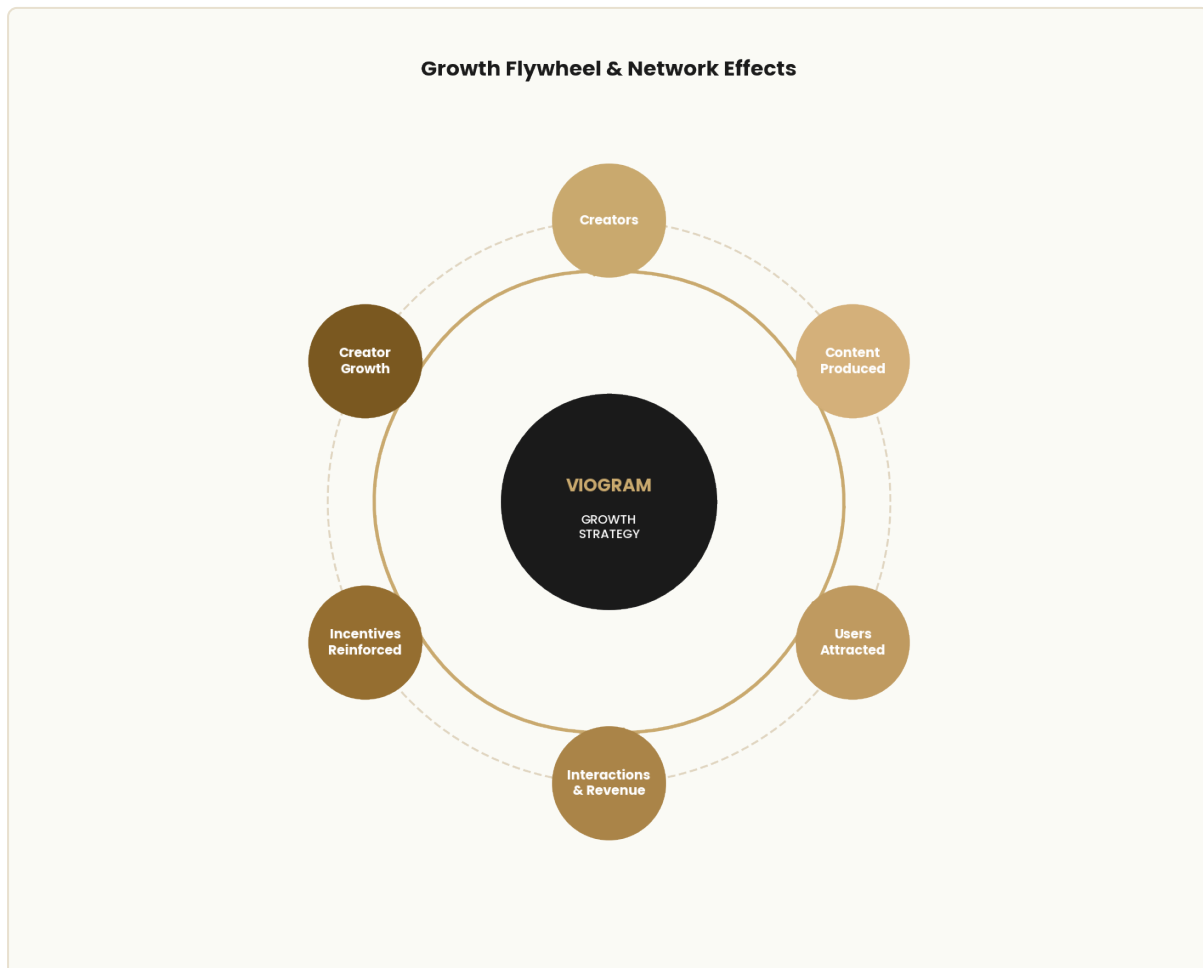 Growth Flywheel & Network Effects
Creators
Content
Produced
Users
Attracted
Interactions
& Revenue
Incentives
Reinforced
Creator
Growth
VIOGRAM
GROWTH
STRATEGY